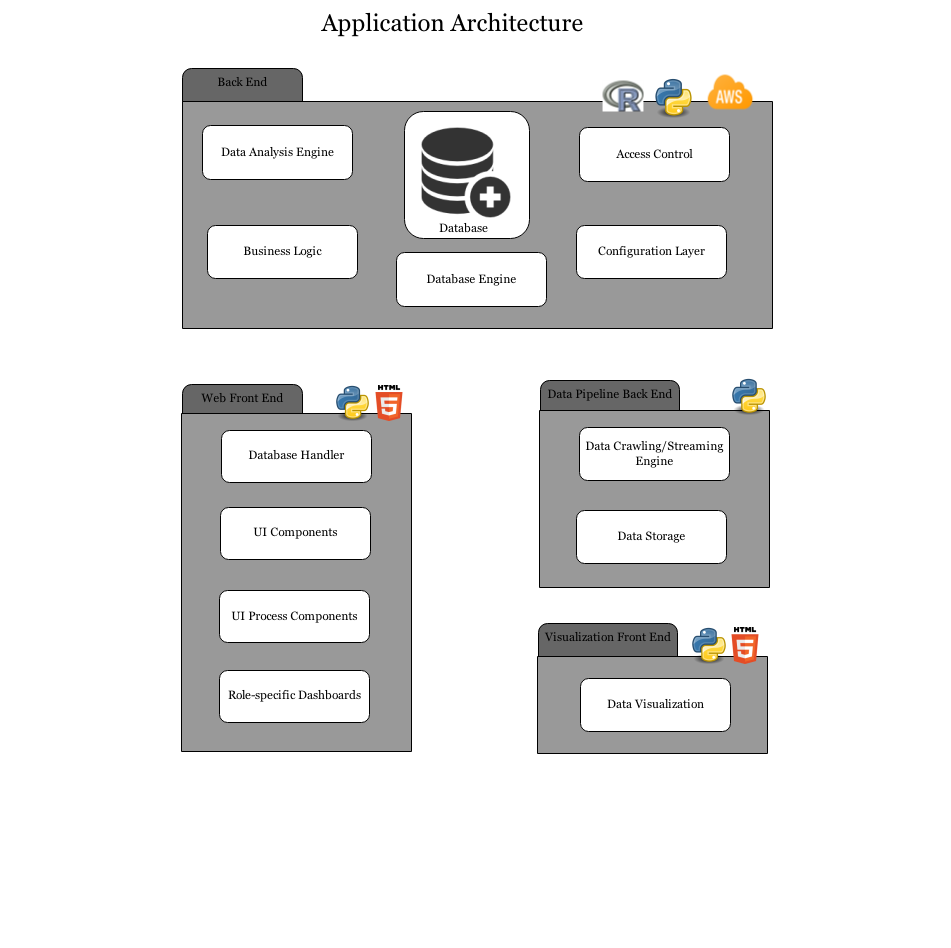 Application Architecture
Back End
R
AWS
Data Analysis Engine
Access Control
Database
Business Logic
Configuration Layer
Database Engine
Web Front End
HTML
5
Database Handler
UI Components
UI Process Components
Role-specific Dashboards
Data Pipeline Back End
Data Crawling/Streaming
Engine
Data Storage
Visualization Front End
HTML
5
Data Visualization